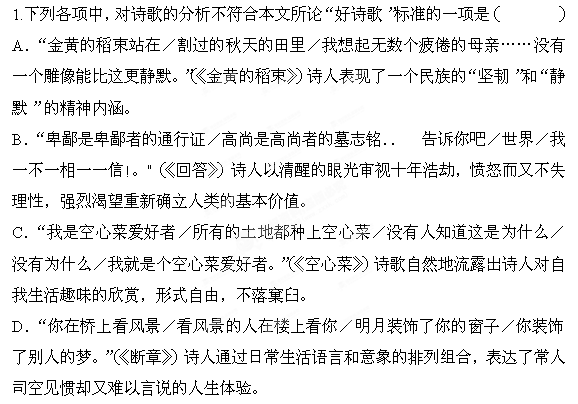 1.下列各项中，对诗歌的分析不符合本文所论“好诗歌”标准的一项是（　　　）
A．“金黄的稻束站在／割过的秋天的田里／我想起无数个疲倦的母亲……没有
一个雕像能比这更静默。”(《金黄的稻束》）诗人表现了一个民族的“坚韧”和“静
默”的精神内涵。
B．“卑鄙是卑鄙者的通行证／高尚是高尚者的墓志铭．．　告诉你吧／世界／我
一不一相一一信!。"（《回答》）诗人以清醒的眼光审视十年浩劫，愤怒而又不失
理性，强烈渴望重新确立人类的基本价值。
C．“我是空心菜爱好者／所有的土地都种上空心菜／没有人知道这是为什么／
没有为什么／我就是个空心菜爱好者。”(《空心菜》）诗歌自然地流露出诗人对自
我生活趣味的欣赏，形式自由，不落窠臼。
D．“你在桥上看风景／看风景的人在楼上看你／明月装饰了你的窗子／你装饰
了别人的梦。”(《断章》）诗人通过日常生活语言和意象的排列组合，表达了常人
司空见惯却又难以言说的人生体验。